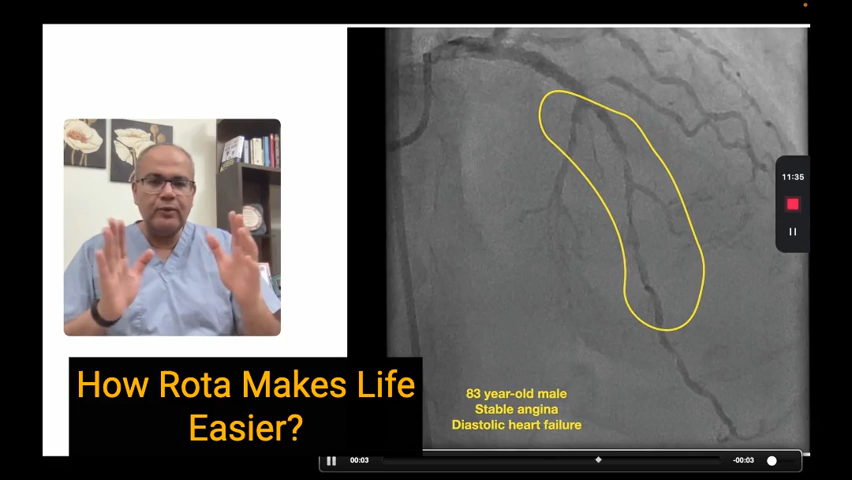 11:35
83 year-old male
Stable angina
Diastolic heart failure
How Rota Makes Life
Easier?
00:03
-00:03